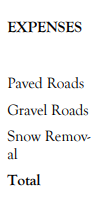 EXPENSES
Paved Roads
Gravel Roads
Snow Remov-
al
Total